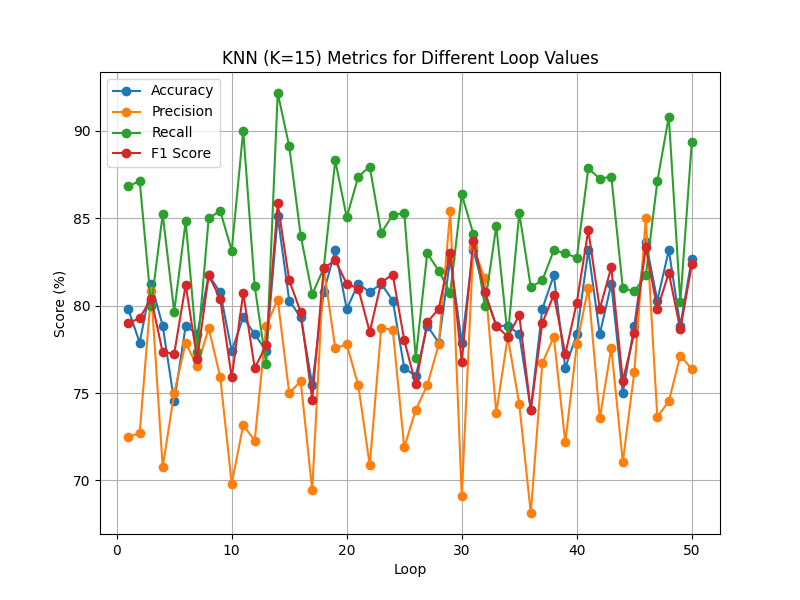 KNN (K=15) Metrics for Different Loop Values
Accuracy
Precision
Recall
F1 Score
90
85
80
75
70
Score (%)
0
10
20
30
40
50
Loop